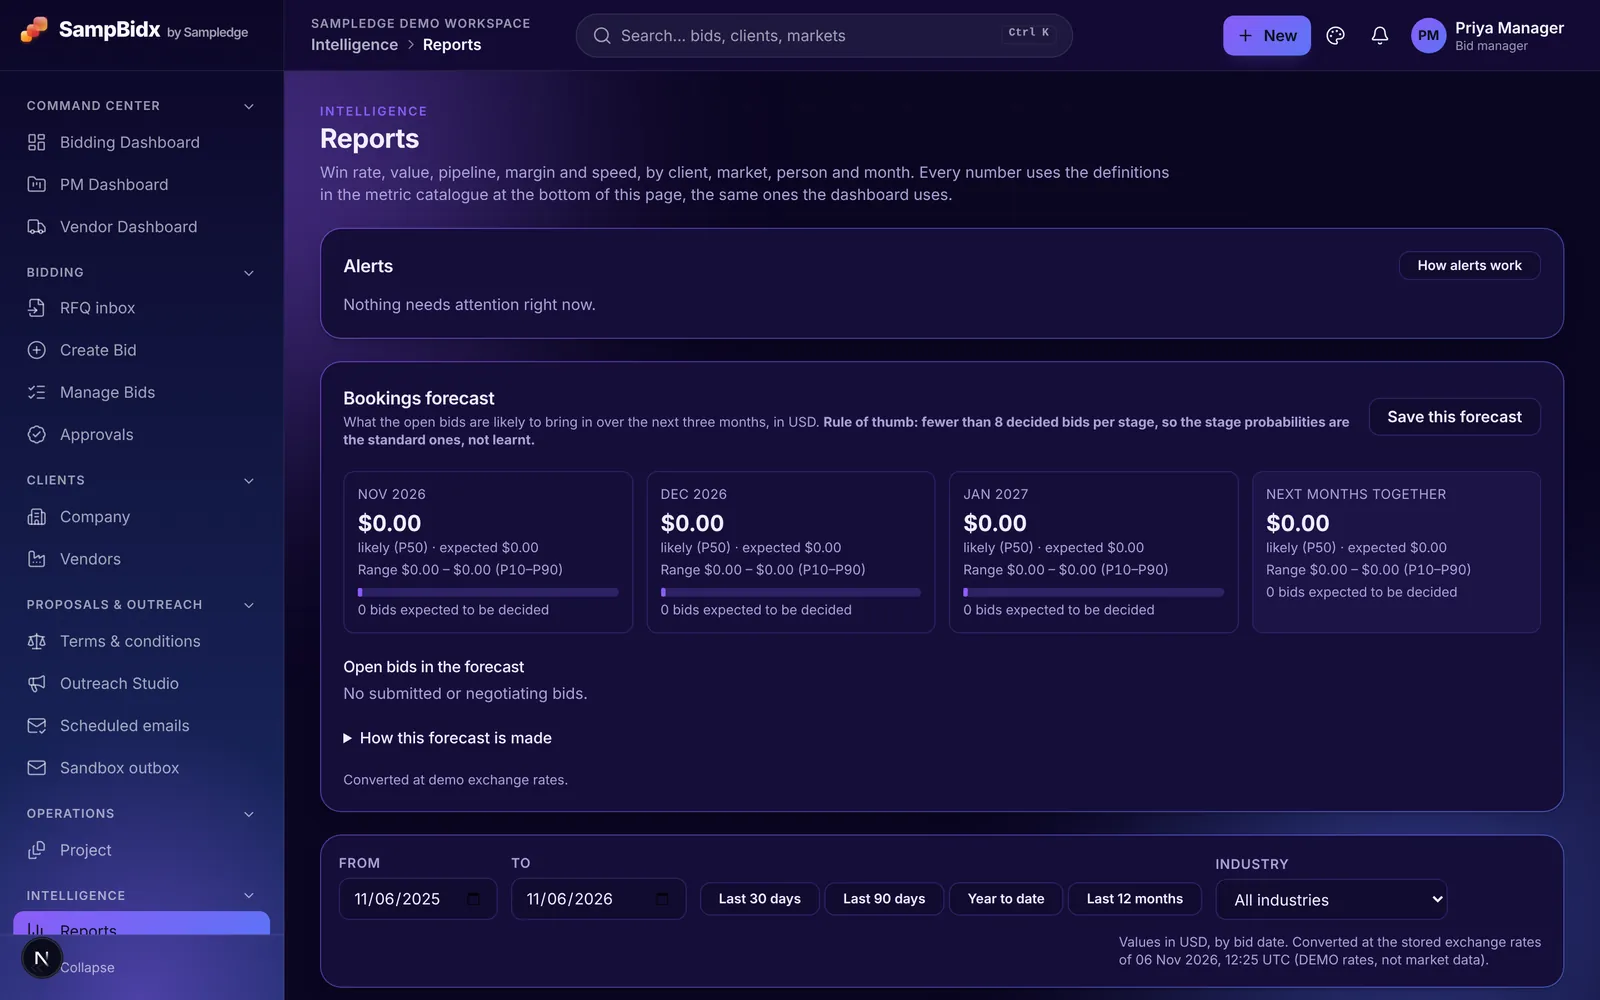 SampBidx by Sampledge
SAMPLEDGE DEMO WORKSPACE
Intelligence > Reports
Search... bids, clients, markets
Ctrl K
+ New
PM
Priya Manager
Bid manager
COMMAND CENTER
Bidding Dashboard
PM Dashboard
Vendor Dashboard
BIDDING
RFQ inbox
Create Bid
Manage Bids
Approvals
CLIENTS
Company
Vendors
PROPOSALS & OUTREACH
Terms & conditions
Outreach Studio
Scheduled emails
Sandbox outbox
OPERATIONS
Project
INTELLIGENCE
Reports
N
Collapse
INTELLIGENCE
Reports
Win rate, value, pipeline, margin and speed, by client, market, person and month. Every number uses the definitions
in the metric catalogue at the bottom of this page, the same ones the dashboard uses.
Alerts
How alerts work
Nothing needs attention right now.
Bookings forecast
What the open bids are likely to bring in over the next three months, in USD. Rule of thumb: fewer than 8 decided bids per stage, so the stage probabilities are
the standard ones, not learnt.
Save this forecast
NOV 2026
$0.00
likely (P50) · expected $0.00
Range $0.00 – $0.00 (P10–P90)
0 bids expected to be decided
DEC 2026
$0.00
likely (P50) · expected $0.00
Range $0.00 – $0.00 (P10–P90)
0 bids expected to be decided
JAN 2027
$0.00
likely (P50) · expected $0.00
Range $0.00 – $0.00 (P10–P90)
0 bids expected to be decided
NEXT MONTHS TOGETHER
$0.00
likely (P50) · expected $0.00
Range $0.00 – $0.00 (P10–P90)
0 bids expected to be decided
Open bids in the forecast
No submitted or negotiating bids.
How this forecast is made
Converted at demo exchange rates.
FROM
11/06/2025
TO
11/06/2026
Last 30 days
Last 90 days
Year to date
Last 12 months
INDUSTRY
All industries
Values in USD, by bid date. Converted at the stored exchange rates
of 06 Nov 2026, 12:25 UTC (DEMO rates, not market data).